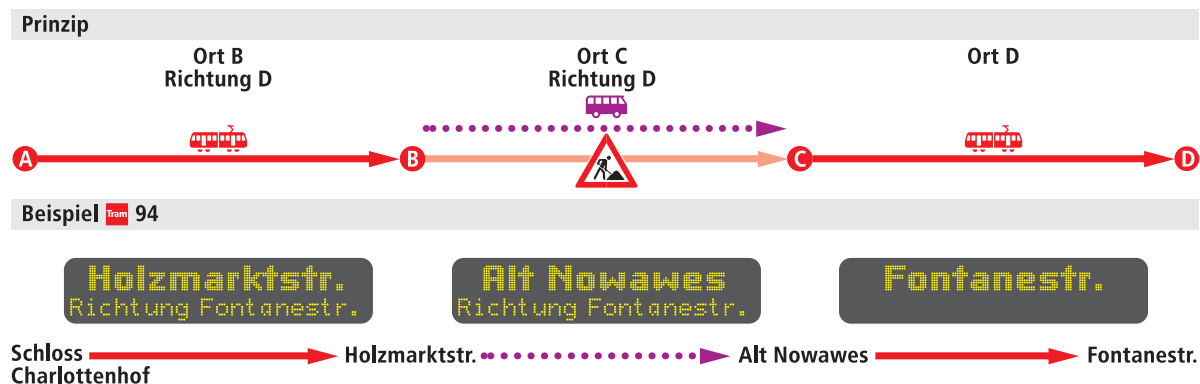 Prinzip
Ort B
Richtung D
Ort C
Richtung D
Ort D
A
B
C
D
Beispiel Tram 94
Holzmarktstr.
Richtung Fontanestr.
Alt Nowawes
Richtung Fontanestr.
Fontanestr.
Schloss
Charlottenhof
Holzmarktstr.
Alt Nowawes
Fontanestr.